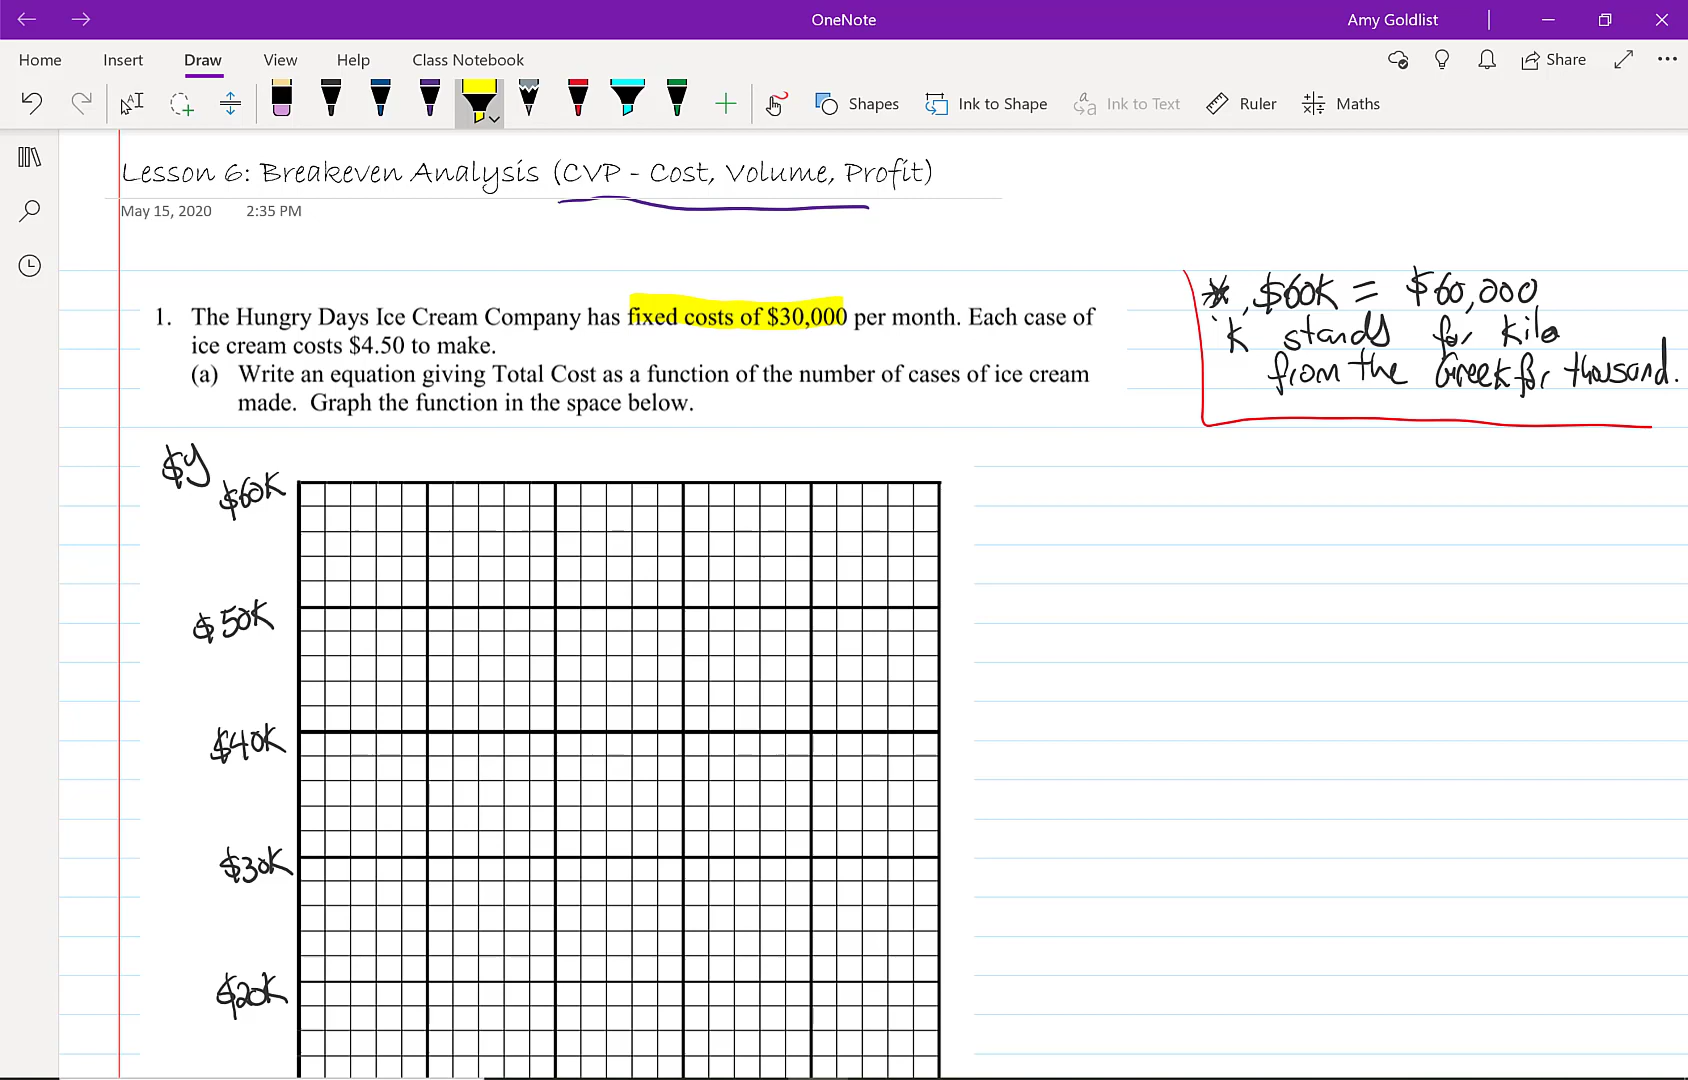 OneNote
Amy Goldlist
Home Insert Draw View Help Class Notebook
Share
Shapes Ink to Shape Ink to Text Ruler Maths
Lesson 6: Breakeven Analysis (CVP - Cost, Volume, Profit)
May 15, 2020 2:35 PM
* $60K = $60,000
K stands for kilo
from the Greek for thousand.
1. The Hungry Days Ice Cream Company has fixed costs of $30,000 per month. Each case of
ice cream costs $4.50 to make.
(a) Write an equation giving Total Cost as a function of the number of cases of ice cream
made. Graph the function in the space below.
$y
$60K
$50K
$40K
$30K
$20K